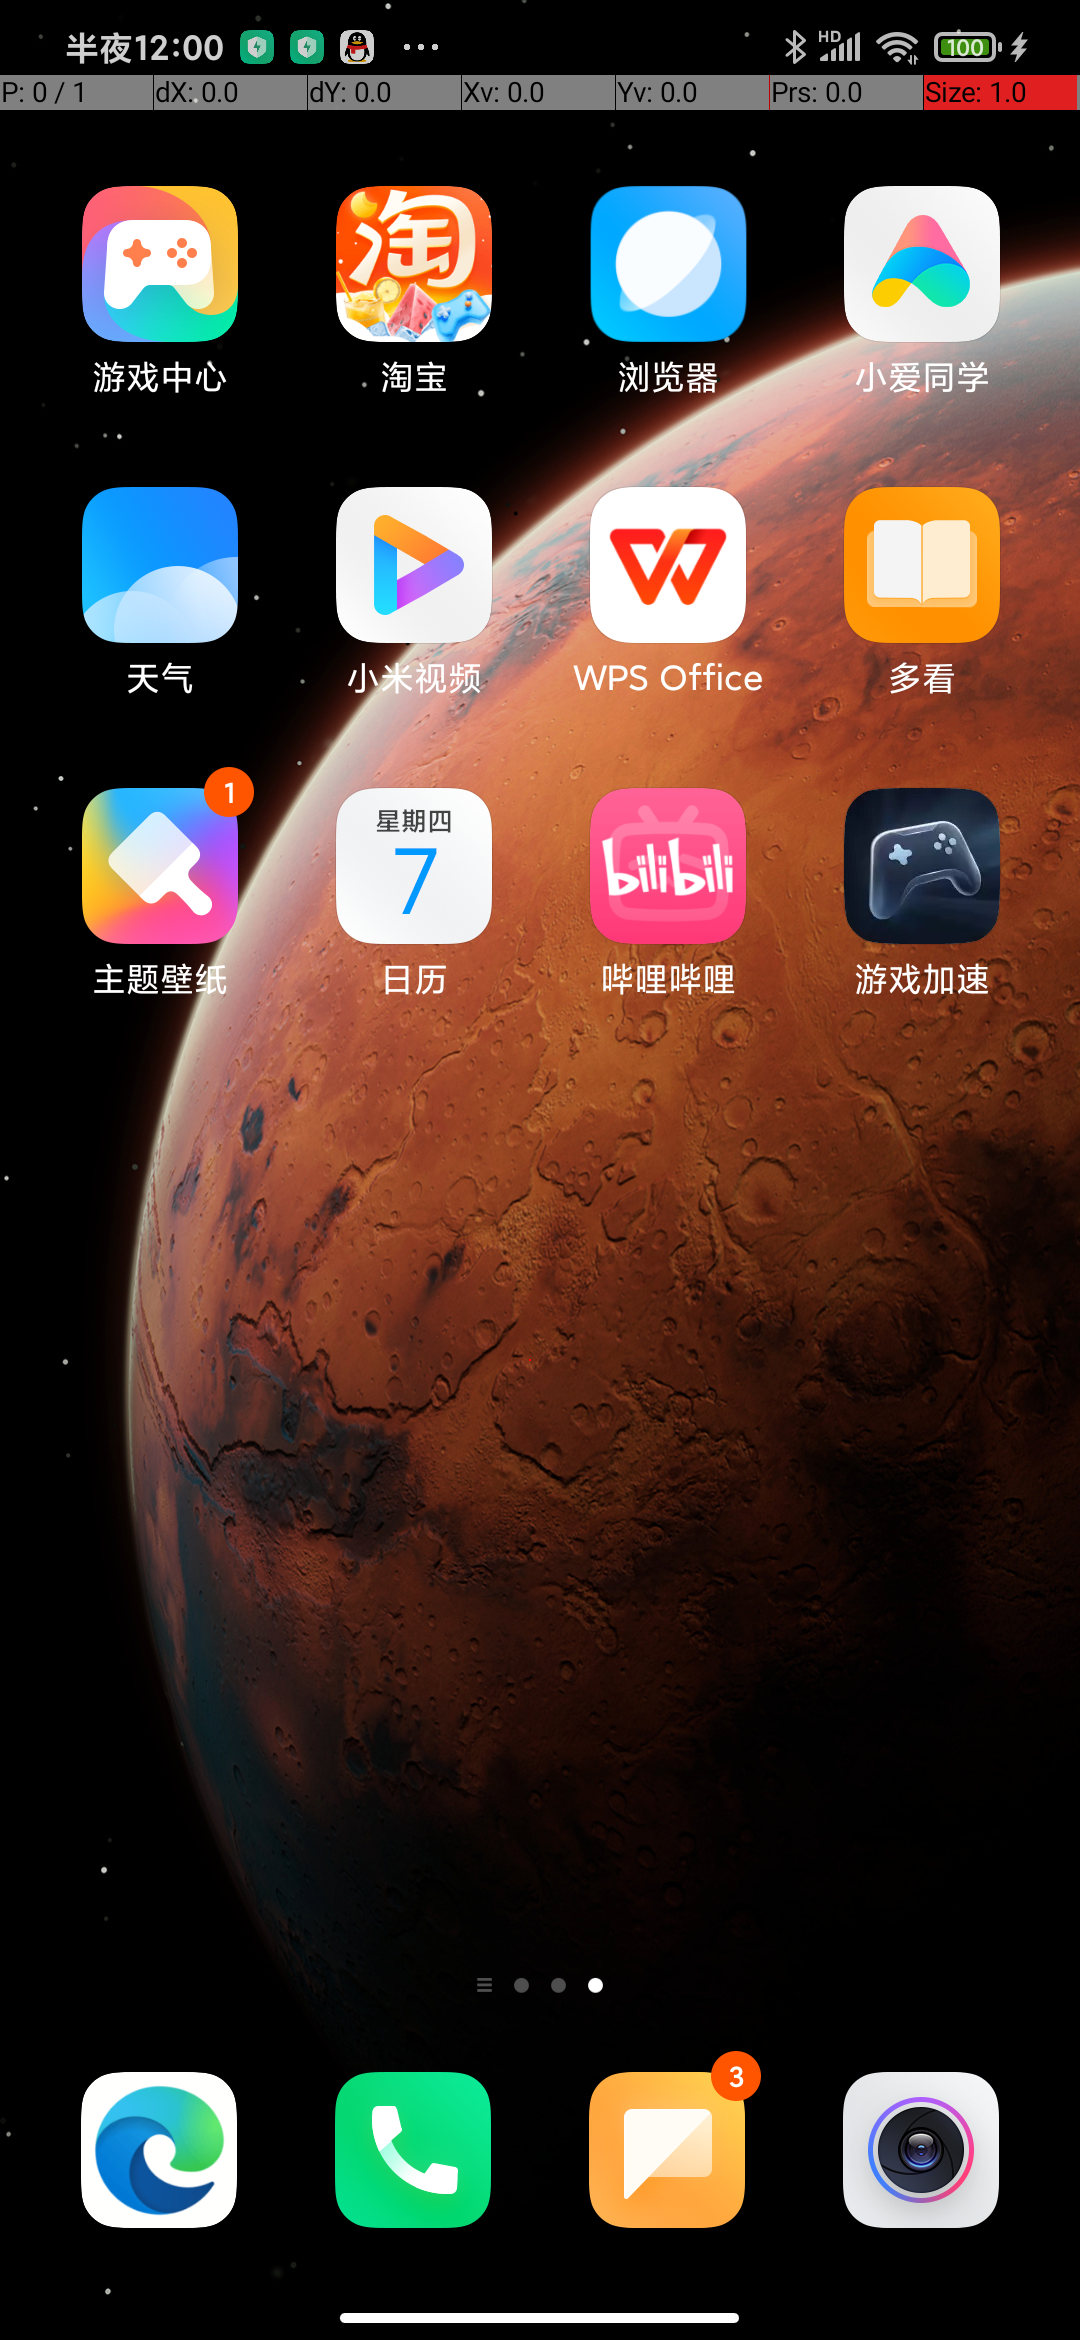 半夜12:00 HD 100
P: 0 / 1 dX: 0.0 dY: 0.0 Xv: 0.0 Yv: 0.0 Prs: 0.0 Size: 1.0
淘
游戏中心 淘宝 浏览器 小爱同学
天气 小米视频 WPS Office 多看
1
星期四
7
bilibili
主题壁纸 日历 哔哩哔哩 游戏加速
3